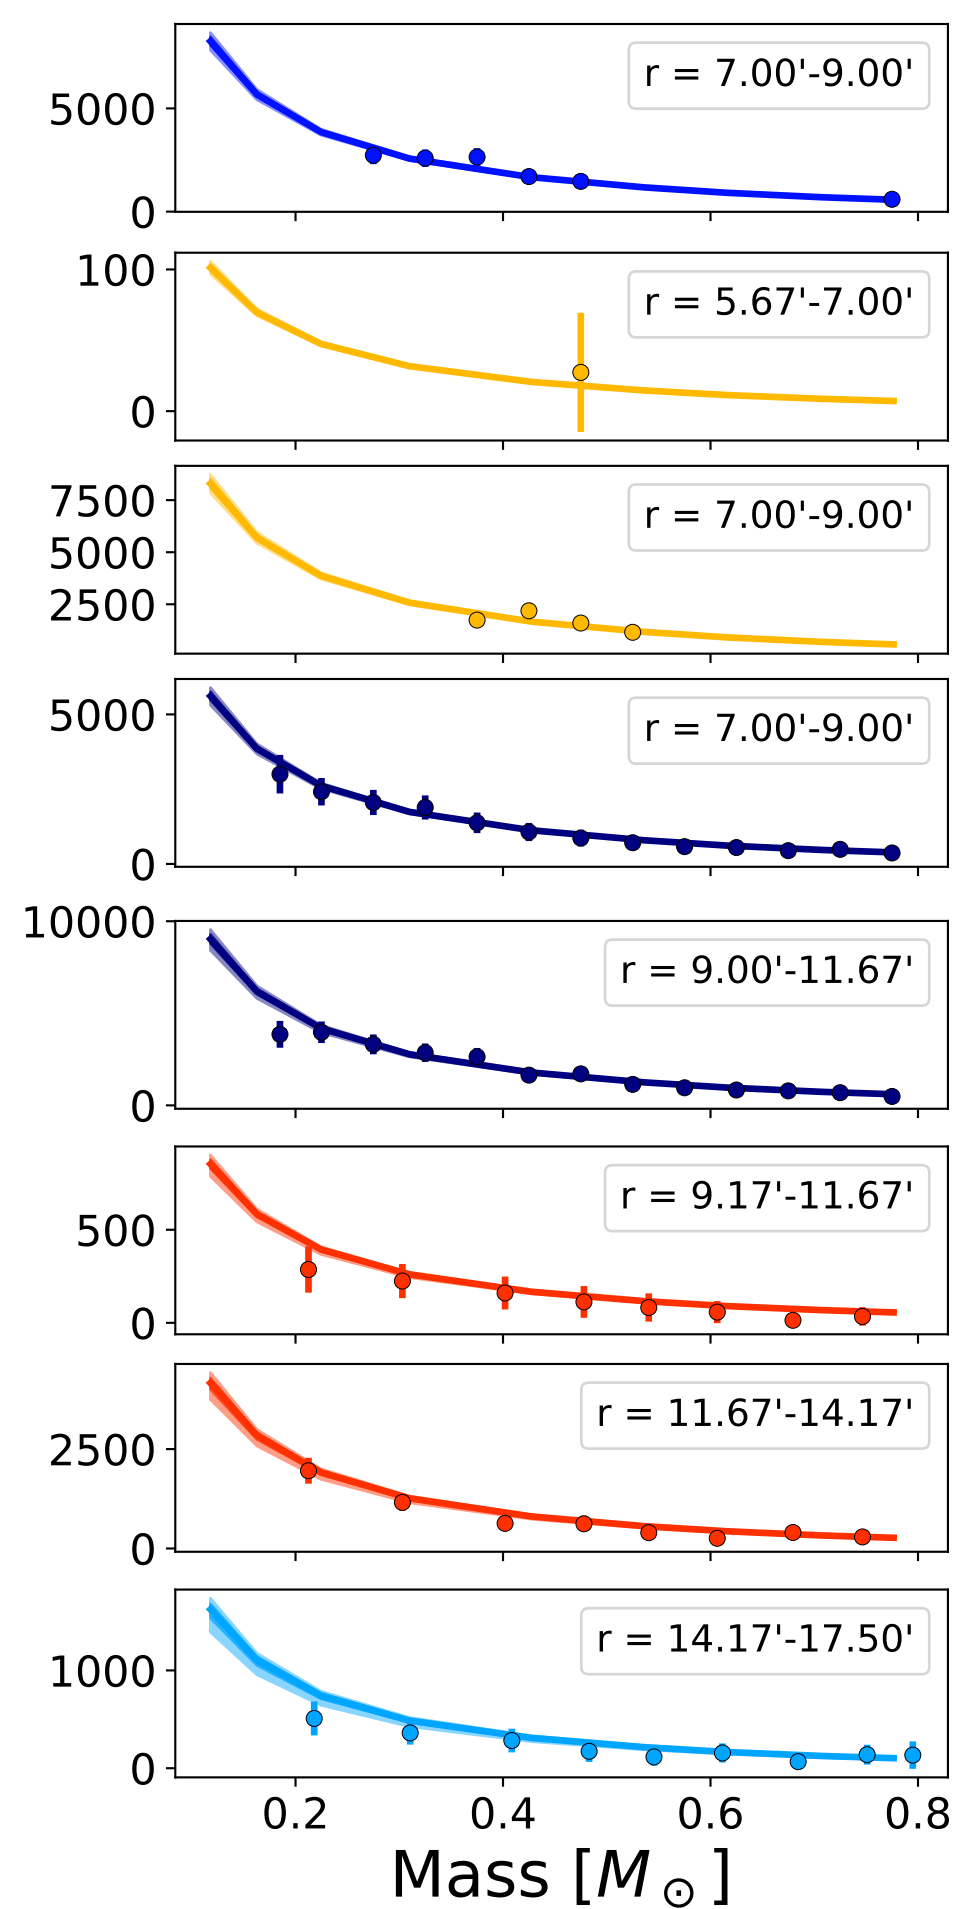 r = 7.00'-9.00'
5000
0
r = 5.67'-7.00'
100
0
r = 7.00'-9.00'
7500
5000
2500
r = 7.00'-9.00'
5000
0
10000
r = 9.00'-11.67'
0
r = 9.17'-11.67'
500
0
r = 11.67'-14.17'
2500
0
r = 14.17'-17.50'
1000
0
0.2 0.4 0.6 0.8
Mass [M⊙]